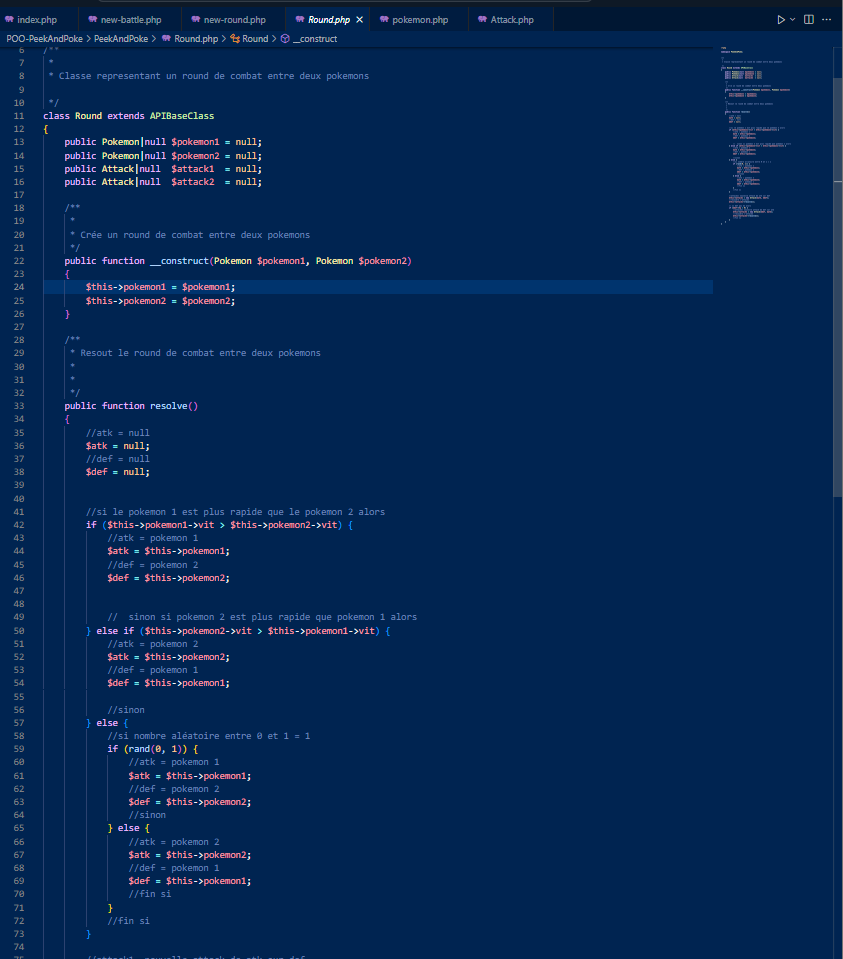 index.php new-battle.php new-round.php Round.php pokemon.php Attack.php
POO-PeekAndPoke > PeekAndPoke > Round.php > Round > __construct
6 /**
7 *
8 * Classe representant un round de combat entre deux pokemons
9
10 */
11 class Round extends APIBaseClass
12 {
13 public Pokemon|null $pokemon1 = null;
14 public Pokemon|null $pokemon2 = null;
15 public Attack|null $attack1 = null;
16 public Attack|null $attack2 = null;
17
18 /**
19 *
20 * Crée un round de combat entre deux pokemons
21 */
22 public function __construct(Pokemon $pokemon1, Pokemon $pokemon2)
23 {
24 $this->pokemon1 = $pokemon1;
25 $this->pokemon2 = $pokemon2;
26 }
27
28 /**
29 * Resout le round de combat entre deux pokemons
30 *
31 *
32 */
33 public function resolve()
34 {
35 //atk = null
36 $atk = null;
37 //def = null
38 $def = null;
39
40
41 //si le pokemon 1 est plus rapide que le pokemon 2 alors
42 if ($this->pokemon1->vit > $this->pokemon2->vit) {
43 //atk = pokemon 1
44 $atk = $this->pokemon1;
45 //def = pokemon 2
46 $def = $this->pokemon2;
47
48
49 // sinon si pokemon 2 est plus rapide que pokemon 1 alors
50 } else if ($this->pokemon2->vit > $this->pokemon1->vit) {
51 //atk = pokemon 2
52 $atk = $this->pokemon2;
53 //def = pokemon 1
54 $def = $this->pokemon1;
55
56 //sinon
57 } else {
58 //si nombre aléatoire entre 0 et 1 = 1
59 if (rand(0, 1)) {
60 //atk = pokemon 1
61 $atk = $this->pokemon1;
62 //def = pokemon 2
63 $def = $this->pokemon2;
64 //sinon
65 } else {
66 //atk = pokemon 2
67 $atk = $this->pokemon2;
68 //def = pokemon 1
69 $def = $this->pokemon1;
70 //fin si
71 }
72 //fin si
73 }
74